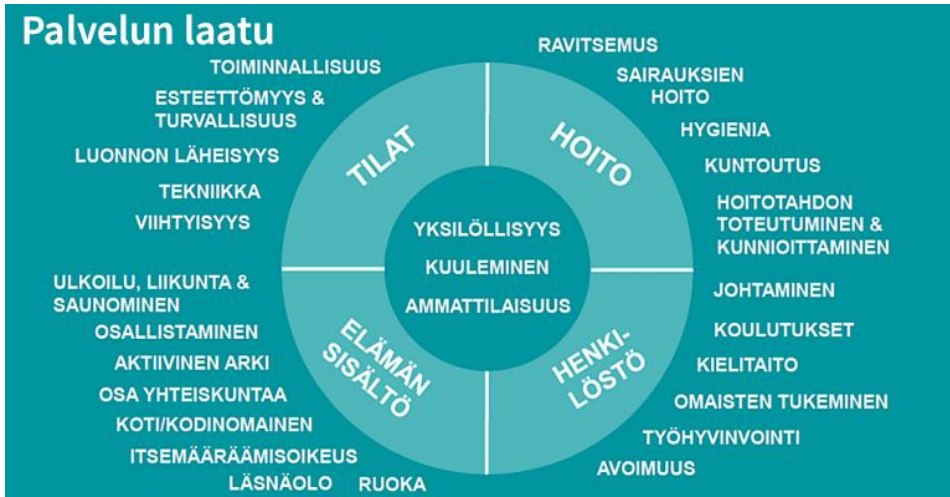 Palvelun laatu
TOIMINNALLISUUS
ESTEETTÖMYYS &
TURVALLISUUS
LUONNON LÄHEISYYS
TEKNIIKKA
VIIHTYISYYS
TILAT
RAVITSEMUS
SAIRAUKSIEN
HOITO
HYGIENIA
KUNTOUTUS
HOITOTAHDON
TOTEUTUMINEN &
KUNNIOITTAMINEN
HOITO
YKSILÖLLISYYS
KUULEMINEN
AMMATTILAISUUS
ULKOILU, LIIKUNTA &
SAUNOMINEN
OSALLISTAMINEN
AKTIIVINEN ARKI
OSA YHTEISKUNTAA
KOTI/KODINOMAINEN
ITSEMÄÄRÄÄMISOIKEUS
LÄSNÄOLO
RUOKA
ELÄMÄN
SISÄLTÖ
JOHTAMINEN
KOULUTUKSET
KIELITAITO
OMAISTEN TUKEMINEN
TYÖHYVINVOINTI
AVOIMUUS
HENKI-
LÖSTÖ